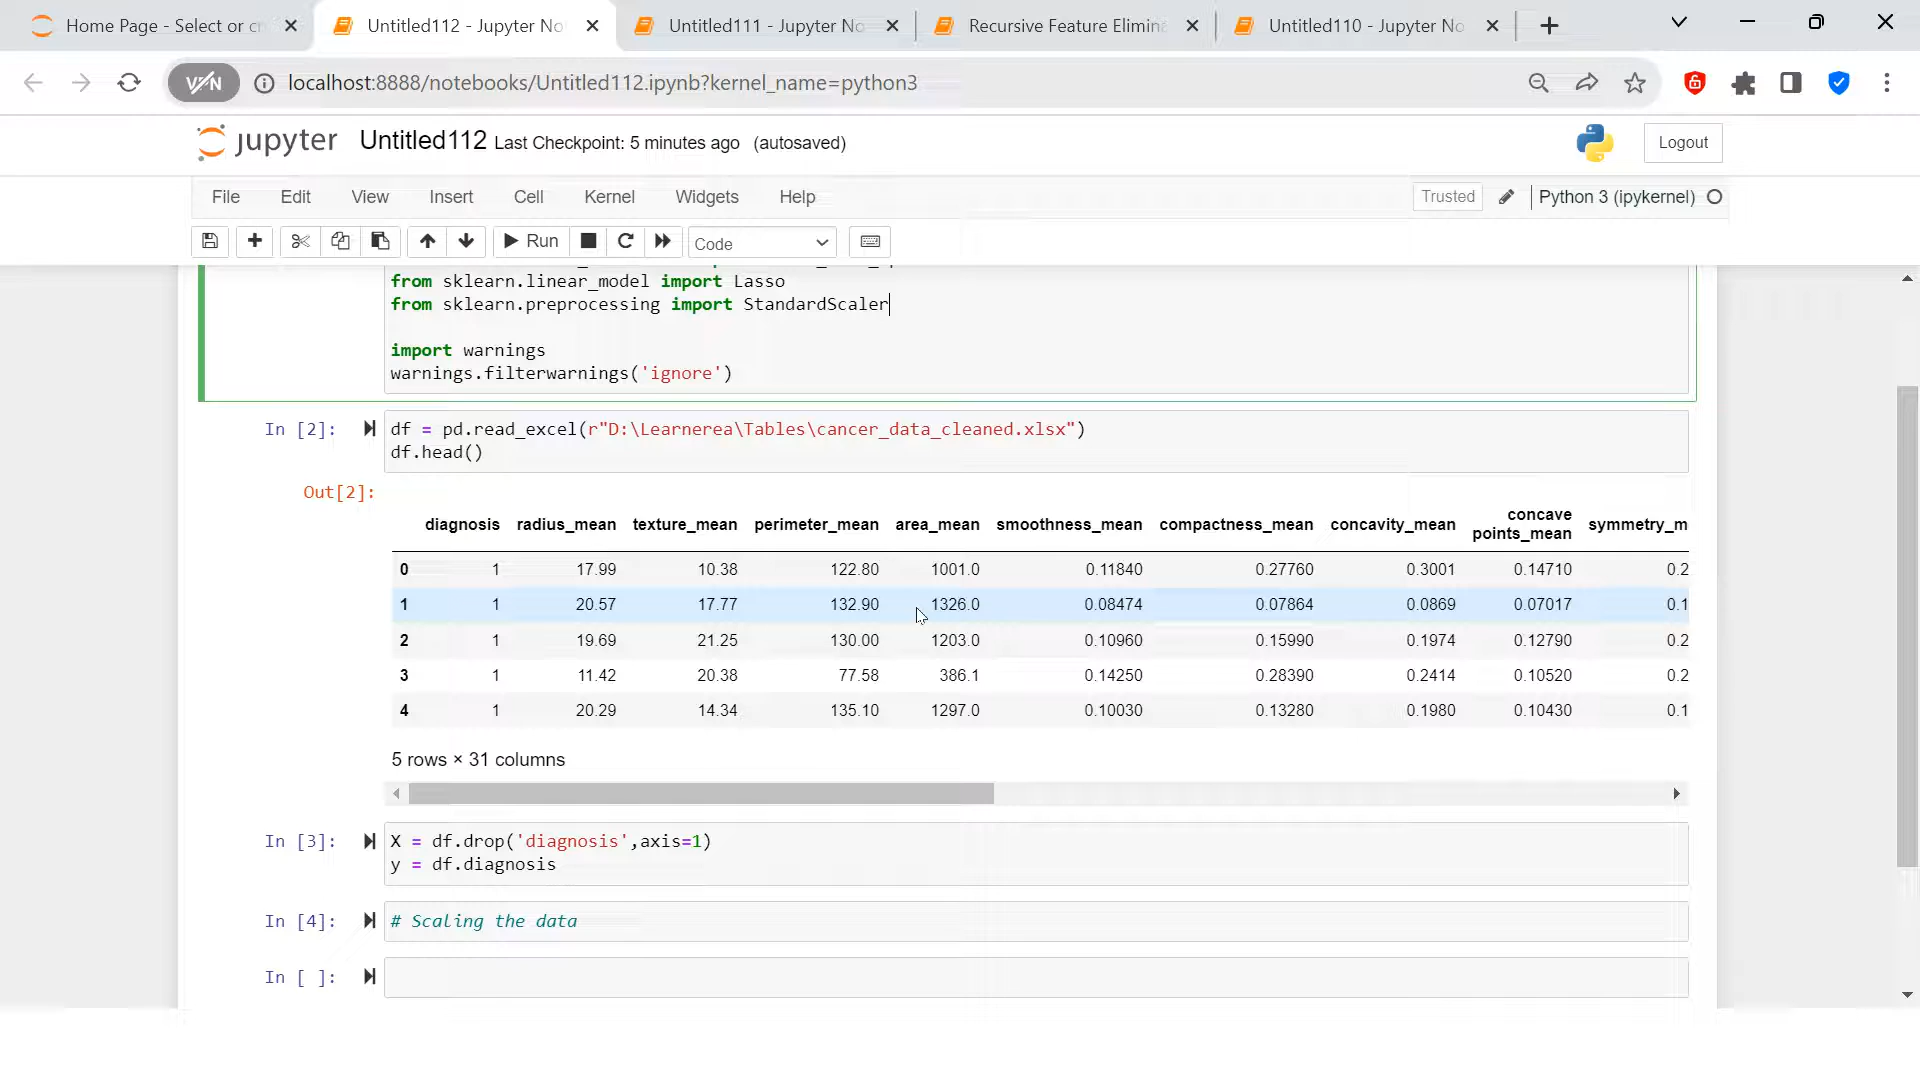 Home Page - Select or c
Untitled112 - Jupyter No
Untitled111 - Jupyter No
Recursive Feature Elimina
Untitled110 - Jupyter No
VPN
localhost:8888/notebooks/Untitled112.ipynb?kernel_name=python3
jupyter Untitled112 Last Checkpoint: 5 minutes ago (autosaved)
Logout
File Edit View Insert Cell Kernel Widgets Help
Trusted
Python 3 (ipykernel)
Run
Code
from sklearn.linear_model import Lasso
from sklearn.preprocessing import StandardScaler
import warnings
warnings.filterwarnings('ignore')
In [2]:
df = pd.read_excel(r"D:\Learnerea\Tables\cancer_data_cleaned.xlsx")
df.head()
Out[2]:
diagnosis radius_mean texture_mean perimeter_mean area_mean smoothness_mean compactness_mean concavity_mean concave points_mean symmetry_m
0 1 17.99 10.38 122.80 1001.0 0.11840 0.27760 0.3001 0.14710 0.2
1 1 20.57 17.77 132.90 1326.0 0.08474 0.07864 0.0869 0.07017 0.1
2 1 19.69 21.25 130.00 1203.0 0.10960 0.15990 0.1974 0.12790 0.2
3 1 11.42 20.38 77.58 386.1 0.14250 0.28390 0.2414 0.10520 0.2
4 1 20.29 14.34 135.10 1297.0 0.10030 0.13280 0.1980 0.10430 0.1
5 rows × 31 columns
In [3]:
X = df.drop('diagnosis',axis=1)
y = df.diagnosis
In [4]:
# Scaling the data
In [ ]: